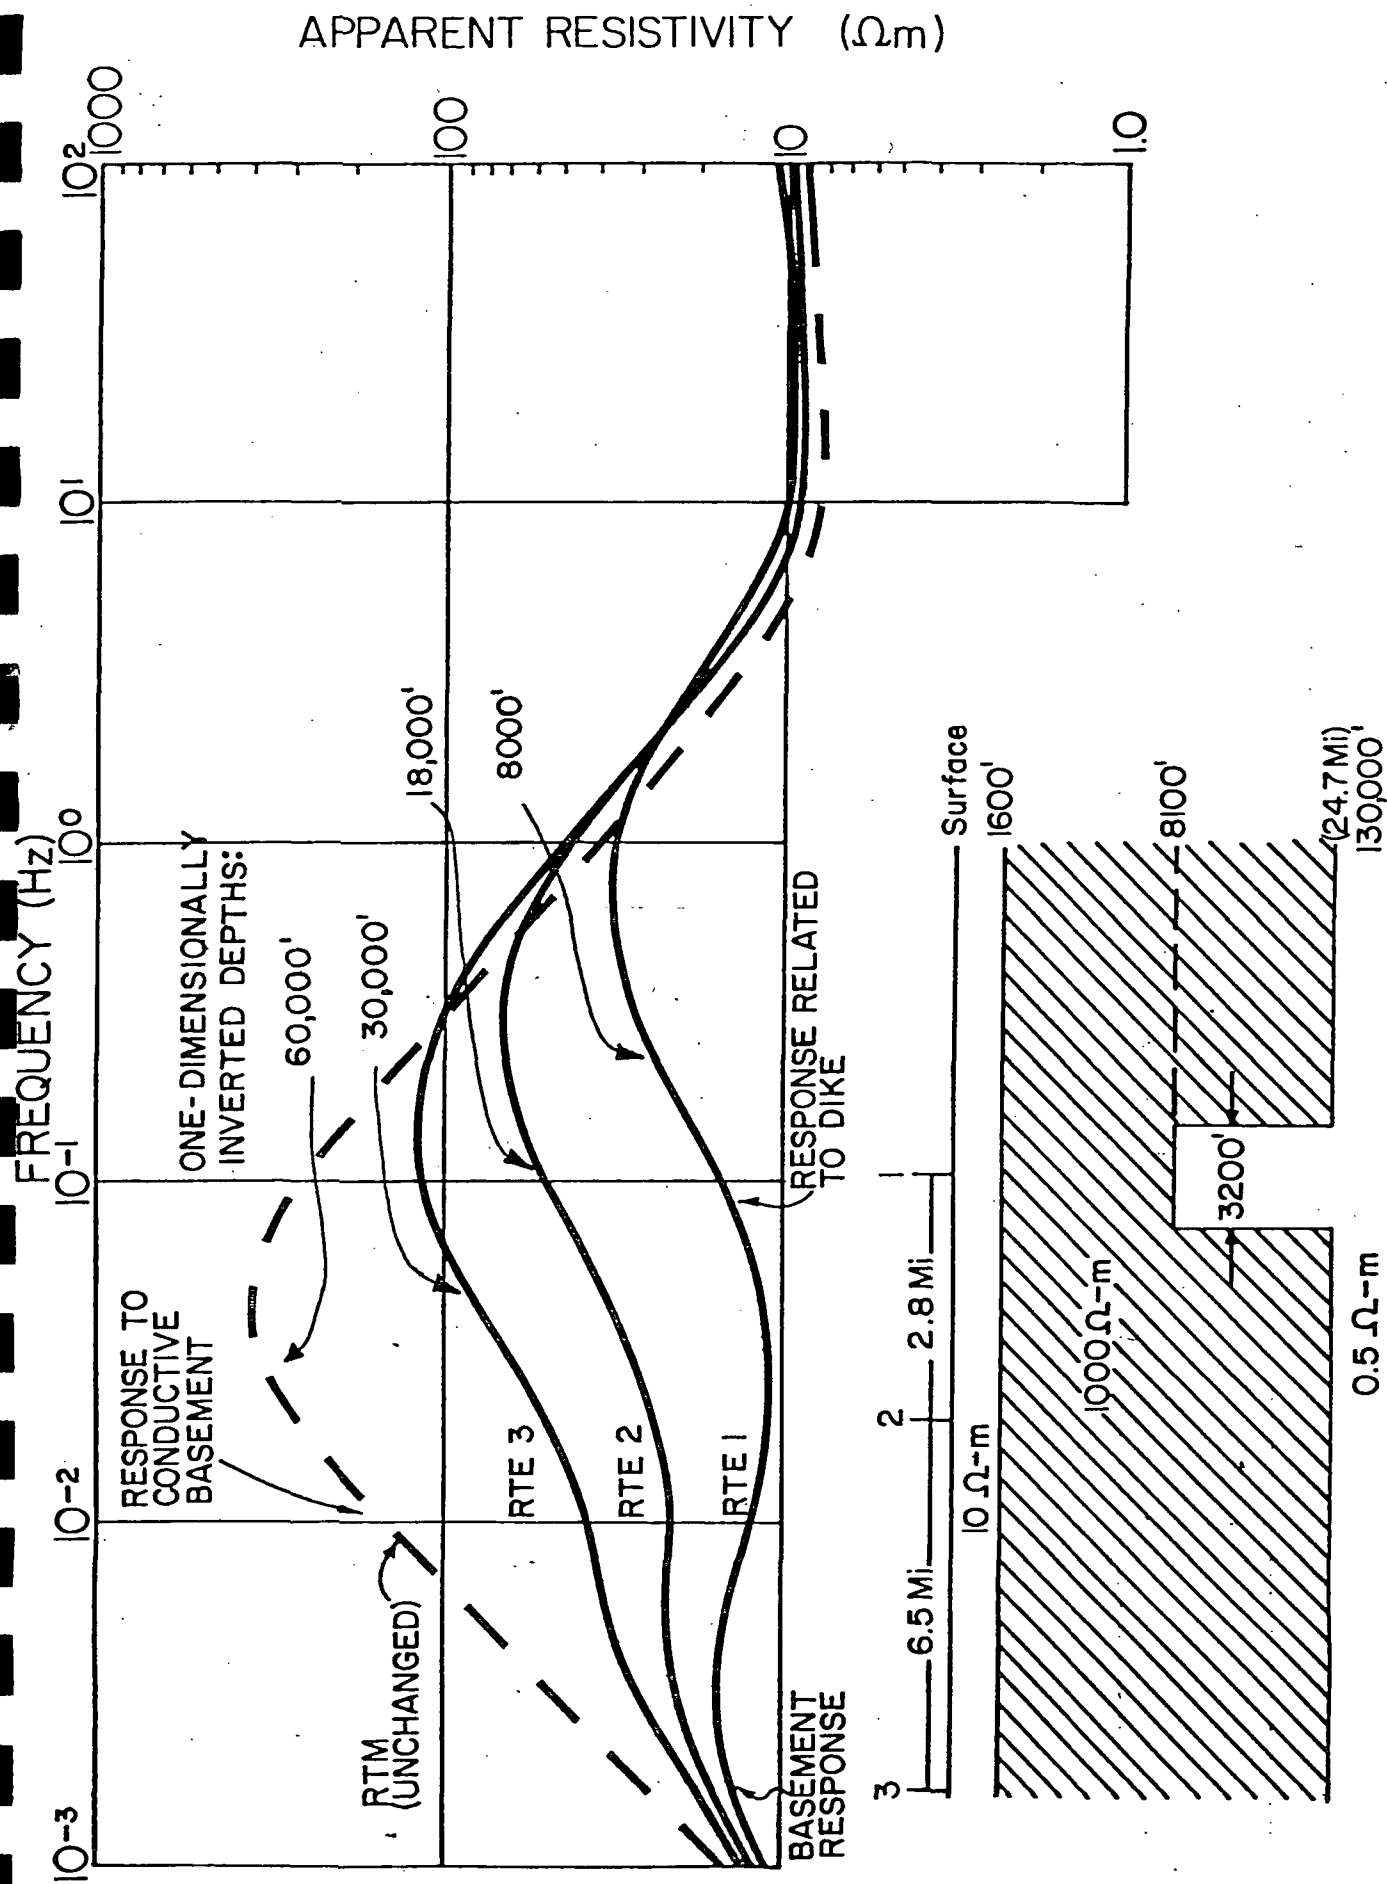 APPARENT RESISTIVITY (Ωm)
1000
100
10
1.0
FREQUENCY (Hz)
10²
10¹
10⁰
10⁻¹
10⁻²
10⁻³
ONE-DIMENSIONALLY
INVERTED DEPTHS:
60,000'
30,000'
18,000'
8000'
RESPONSE TO
CONDUCTIVE
BASEMENT
RTM
(UNCHANGED)
RTE 3
RTE 2
RTE 1
RESPONSE RELATED
TO DIKE
BASEMENT
RESPONSE
3
6.5 Mi
2
2.8 Mi
1
Surface
10 Ω-m
1600'
1000 Ω-m
8100'
3200'
(24.7 Mi)
130,000'
0.5 Ω-m